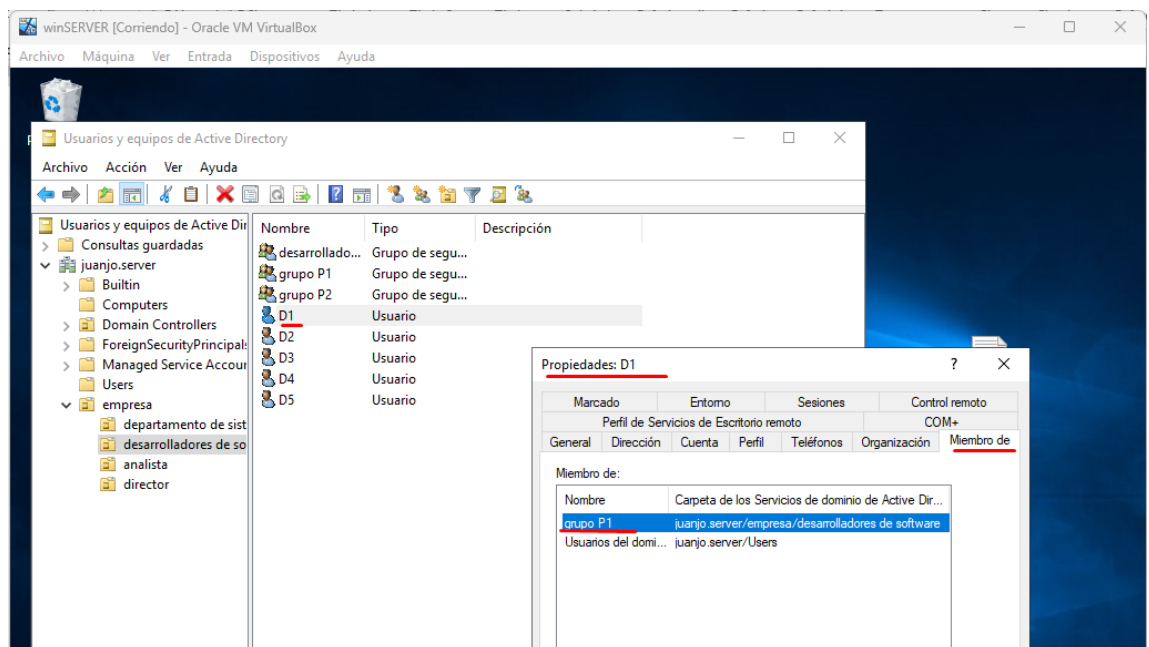 winSERVER [Corriendo] - Oracle VM VirtualBox
Archivo Máquina Ver Entrada Dispositivos Ayuda
Usuarios y equipos de Active Directory
Archivo Acción Ver Ayuda
Usuarios y equipos de Active Dir
Consultas guardadas
juanjo.server
Builtin
Computers
Domain Controllers
ForeignSecurityPrincipals
Managed Service Accour
Users
empresa
departamento de sist
desarrolladores de so
analista
director
Nombre Tipo Descripción
desarrollado... Grupo de segu...
grupo P1 Grupo de segu...
grupo P2 Grupo de segu...
D1 Usuario
D2 Usuario
D3 Usuario
D4 Usuario
D5 Usuario
Propiedades: D1
Marcado Entorno Sesiones Control remoto
Perfil de Servicios de Escritorio remoto COM+
General Dirección Cuenta Perfil Teléfonos Organización Miembro de
Miembro de:
Nombre Carpeta de los Servicios de dominio de Active Dir...
grupo P1 juanjo.server/empresa/desarrolladores de software
Usuarios del domi... juanjo.server/Users